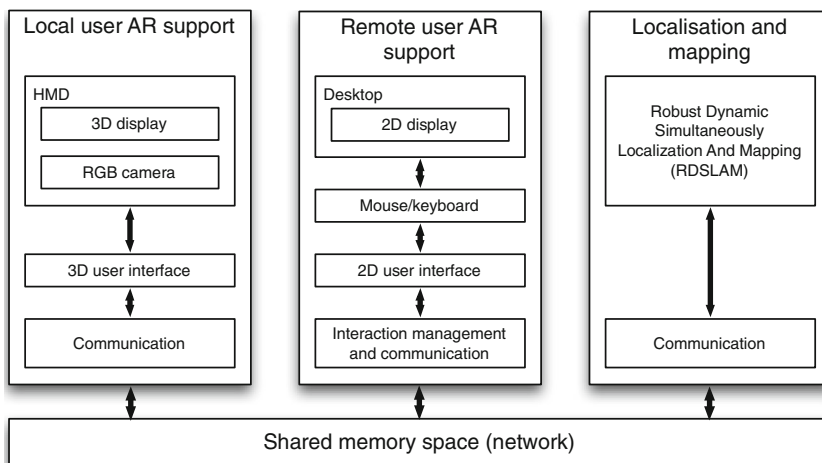 Local user AR support
HMD
3D display
RGB camera
3D user interface
Communication
Remote user AR
support
Desktop
2D display
Mouse/keyboard
2D user interface
Interaction management
and communication
Localisation and
mapping
Robust Dynamic
Simultaneously
Localization And Mapping
(RDSLAM)
Communication
Shared memory space (network)